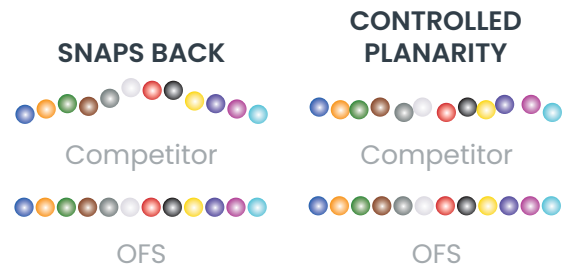 SNAPS BACK
CONTROLLED
PLANARITY
Competitor
Competitor
OFS
OFS